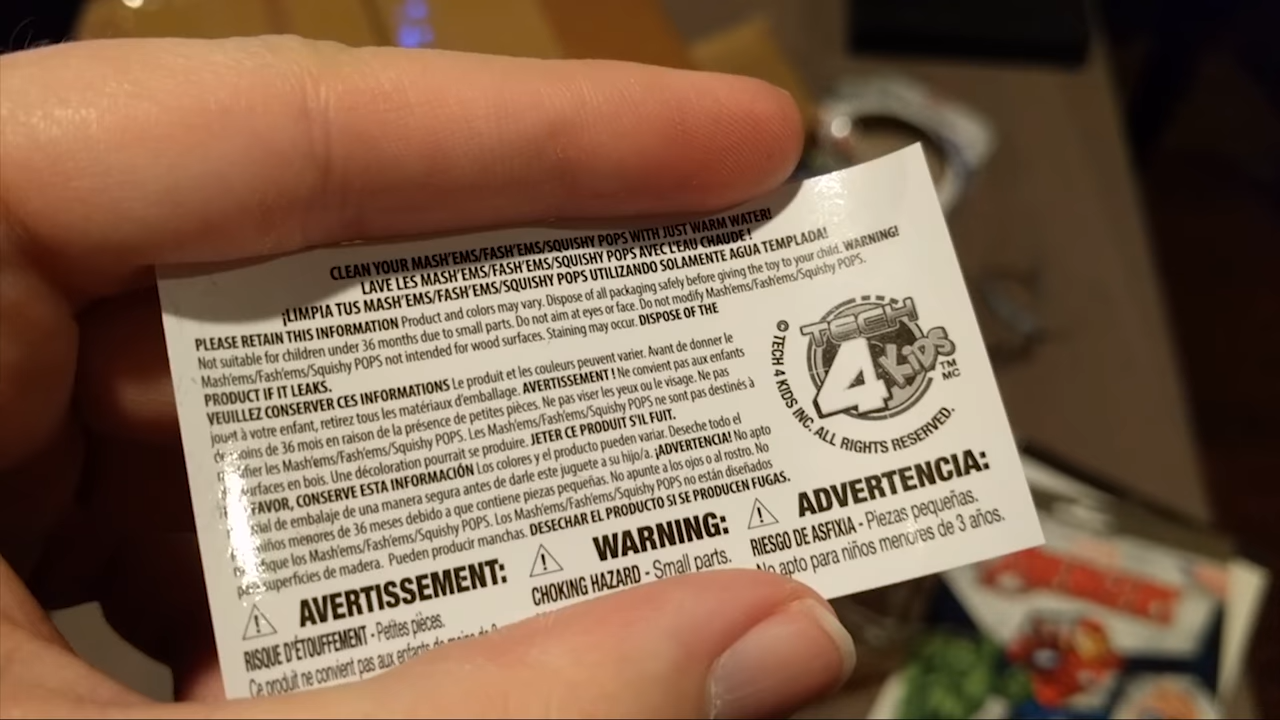 CLEAN YOUR MASH'EMS/FASH'EMS/SQUISHY POPS WITH JUST WARM WATER!
LAVE LES MASH'EMS/FASH'EMS/SQUISHY POPS AVEC L'EAU CHAUDE !
¡LIMPIA TUS MASH'EMS/FASH'EMS/SQUISHY POPS UTILIZANDO SOLAMENTE AGUA TEMPLADA!
PLEASE RETAIN THIS INFORMATION Product and colors may vary. Dispose of all packaging safely before giving the toy to your child. WARNING!
Not suitable for children under 36 months due to small parts. Do not aim at eyes or face. Do not modify Mash'ems/Fash'ems/Squishy POPS.
Mash'ems/Fash'ems/Squishy POPS not intended for wood surfaces. Staining may occur. DISPOSE OF THE
PRODUCT IF IT LEAKS.
VEUILLEZ CONSERVER CES INFORMATIONS Le produit et les couleurs peuvent varier. Avant de donner le
jouet à votre enfant, retirez tous les matériaux d'emballage. AVERTISSEMENT ! Ne convient pas aux enfants
de moins de 36 mois en raison de la présence de petites pièces. Ne pas viser les yeux ou le visage. Ne pas
les Mash'ems/Fash'ems/Squishy POPS. Les Mash'ems/Fash'ems/Squishy POPS ne sont pas destinés à
surfaces en bois. Une décoloration pourrait se produire. JETER CE PRODUIT S'IL FUIT.
FAVOR, CONSERVE ESTA INFORMACIÓN Los colores y el producto pueden variar. Deseche todo el
de embalaje de una manera segura antes de darle este juguete a su hijo/a. ¡ADVERTENCIA! No apto
niños menores de 36 meses debido a que contiene piezas pequeñas. No apunte a los ojos o al rostro. No
los Mash'ems/Fash'ems/Squishy POPS. Los Mash'ems/Fash'ems/Squishy POPS no están diseñados
superficies de madera. Pueden producir manchas. DESECHAR EL PRODUCTO SI SE PRODUCEN FUGAS.
TECH
4
KIDS
TM
MC
© TECH 4 KIDS INC. ALL RIGHTS RESERVED.
AVERTISSEMENT:
RISQUE D'ÉTOUFFEMENT - Petites pièces.
Ce produit ne convient pas aux enfants de moins de
WARNING:
CHOKING HAZARD - Small parts.
ADVERTENCIA:
RIESGO DE ASFIXIA - Piezas pequeñas.
No apto para niños menores de 3 años.